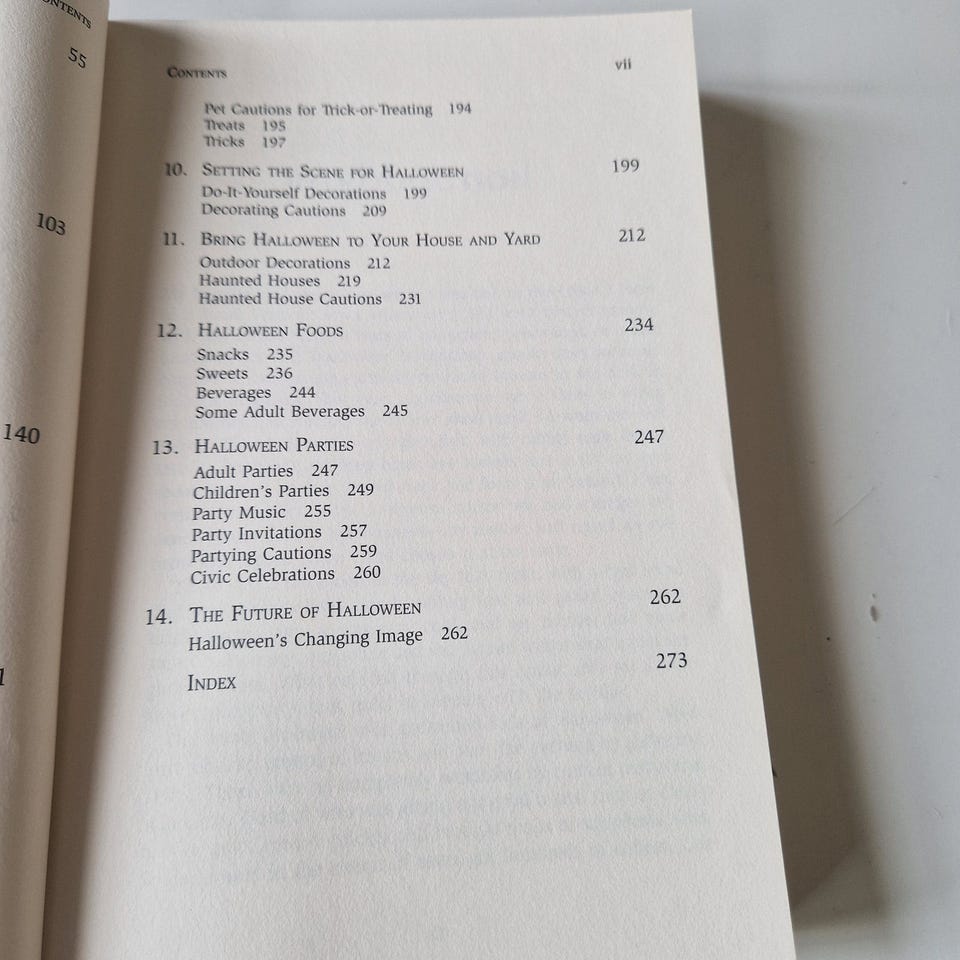 CONTENTS
55
103
140
CONTENTS vii
Pet Cautions for Trick-or-Treating 194
Treats 195
Tricks 197
10. SETTING THE SCENE FOR HALLOWEEN 199
Do-It-Yourself Decorations 199
Decorating Cautions 209
11. BRING HALLOWEEN TO YOUR HOUSE AND YARD 212
Outdoor Decorations 212
Haunted Houses 219
Haunted House Cautions 231
12. HALLOWEEN FOODS 234
Snacks 235
Sweets 236
Beverages 244
Some Adult Beverages 245
13. HALLOWEEN PARTIES 247
Adult Parties 247
Children's Parties 249
Party Music 255
Party Invitations 257
Partying Cautions 259
Civic Celebrations 260
14. THE FUTURE OF HALLOWEEN 262
Halloween's Changing Image 262
INDEX 273